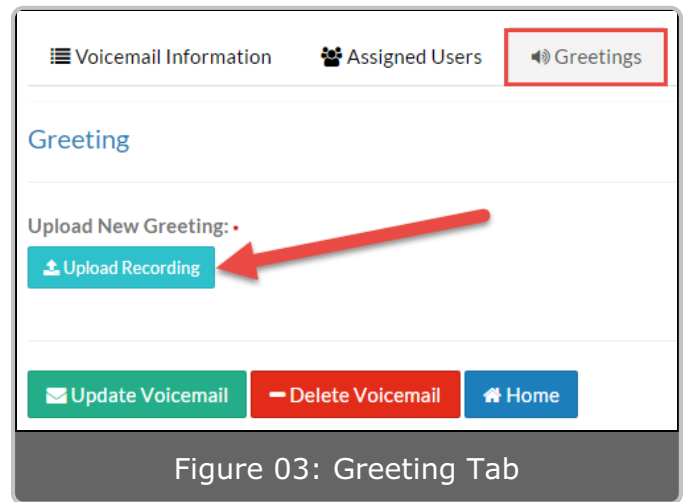 Voicemail Information Assigned Users Greetings
Greeting
Upload New Greeting:
Upload Recording
Update Voicemail Delete Voicemail Home
Figure 03: Greeting Tab